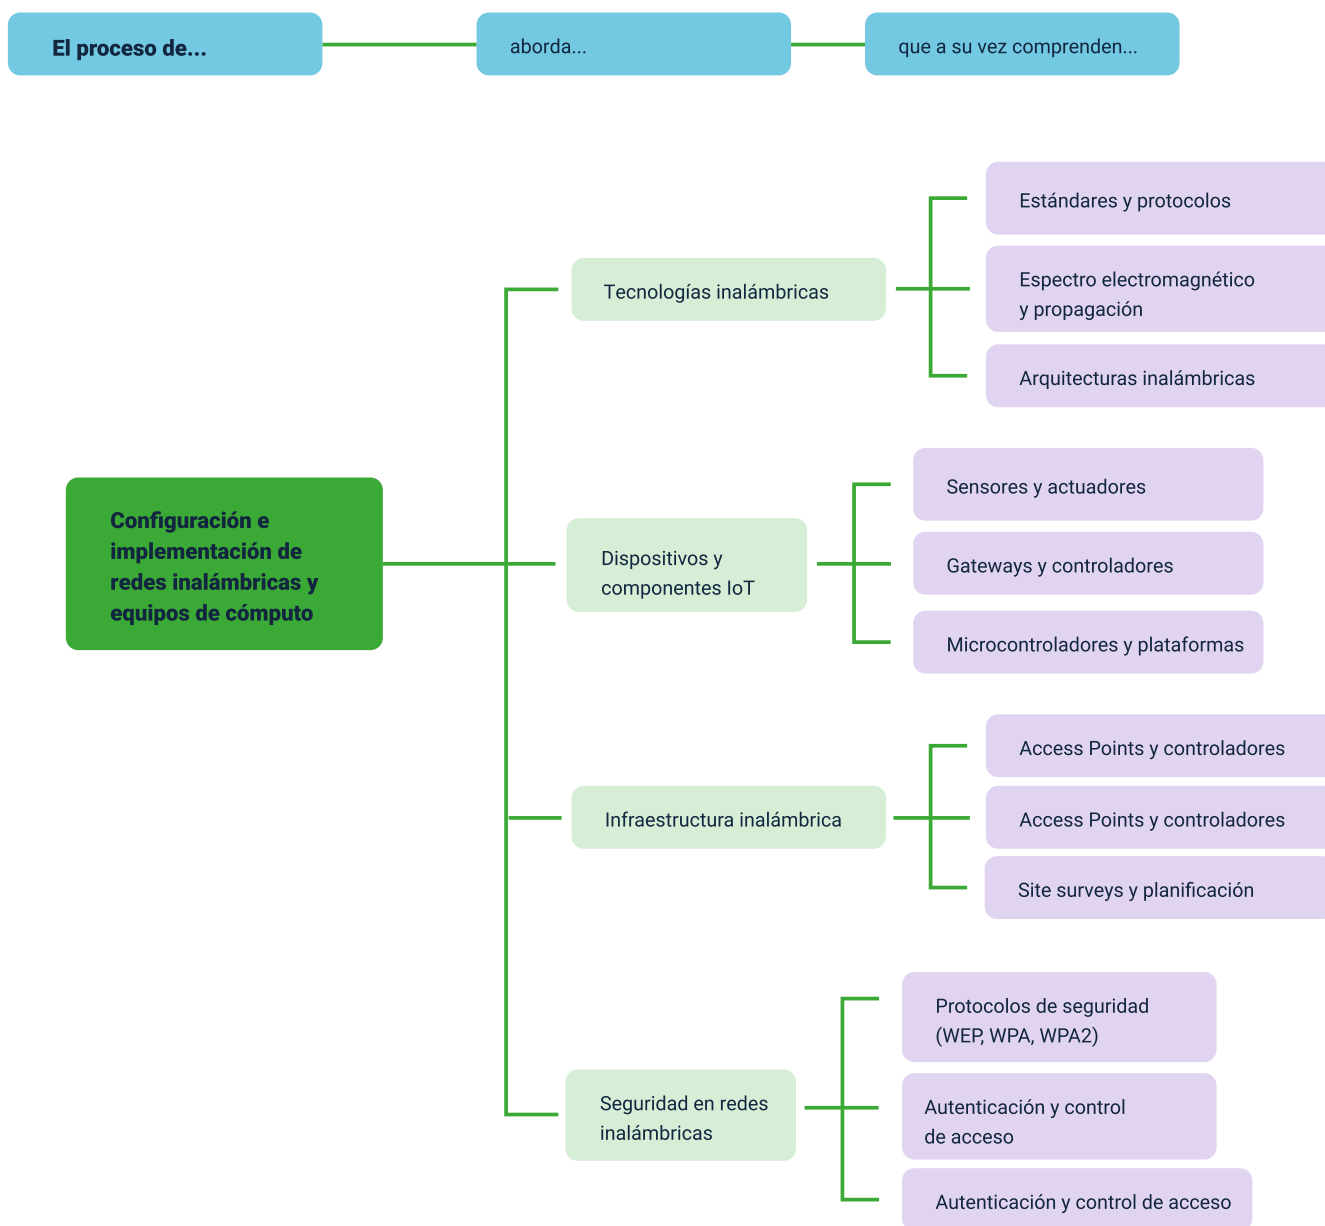 El proceso de...
aborda...
que a su vez comprenden...
Configuración e
implementación de
redes inalámbricas y
equipos de cómputo
Tecnologías inalámbricas
Estándares y protocolos
Espectro electromagnético
y propagación
Arquitecturas inalámbricas
Dispositivos y
componentes IoT
Sensores y actuadores
Gateways y controladores
Microcontroladores y plataformas
Infraestructura inalámbrica
Access Points y controladores
Access Points y controladores
Site surveys y planificación
Seguridad en redes
inalámbricas
Protocolos de seguridad
(WEP, WPA, WPA2)
Autenticación y control
de acceso
Autenticación y control de acceso